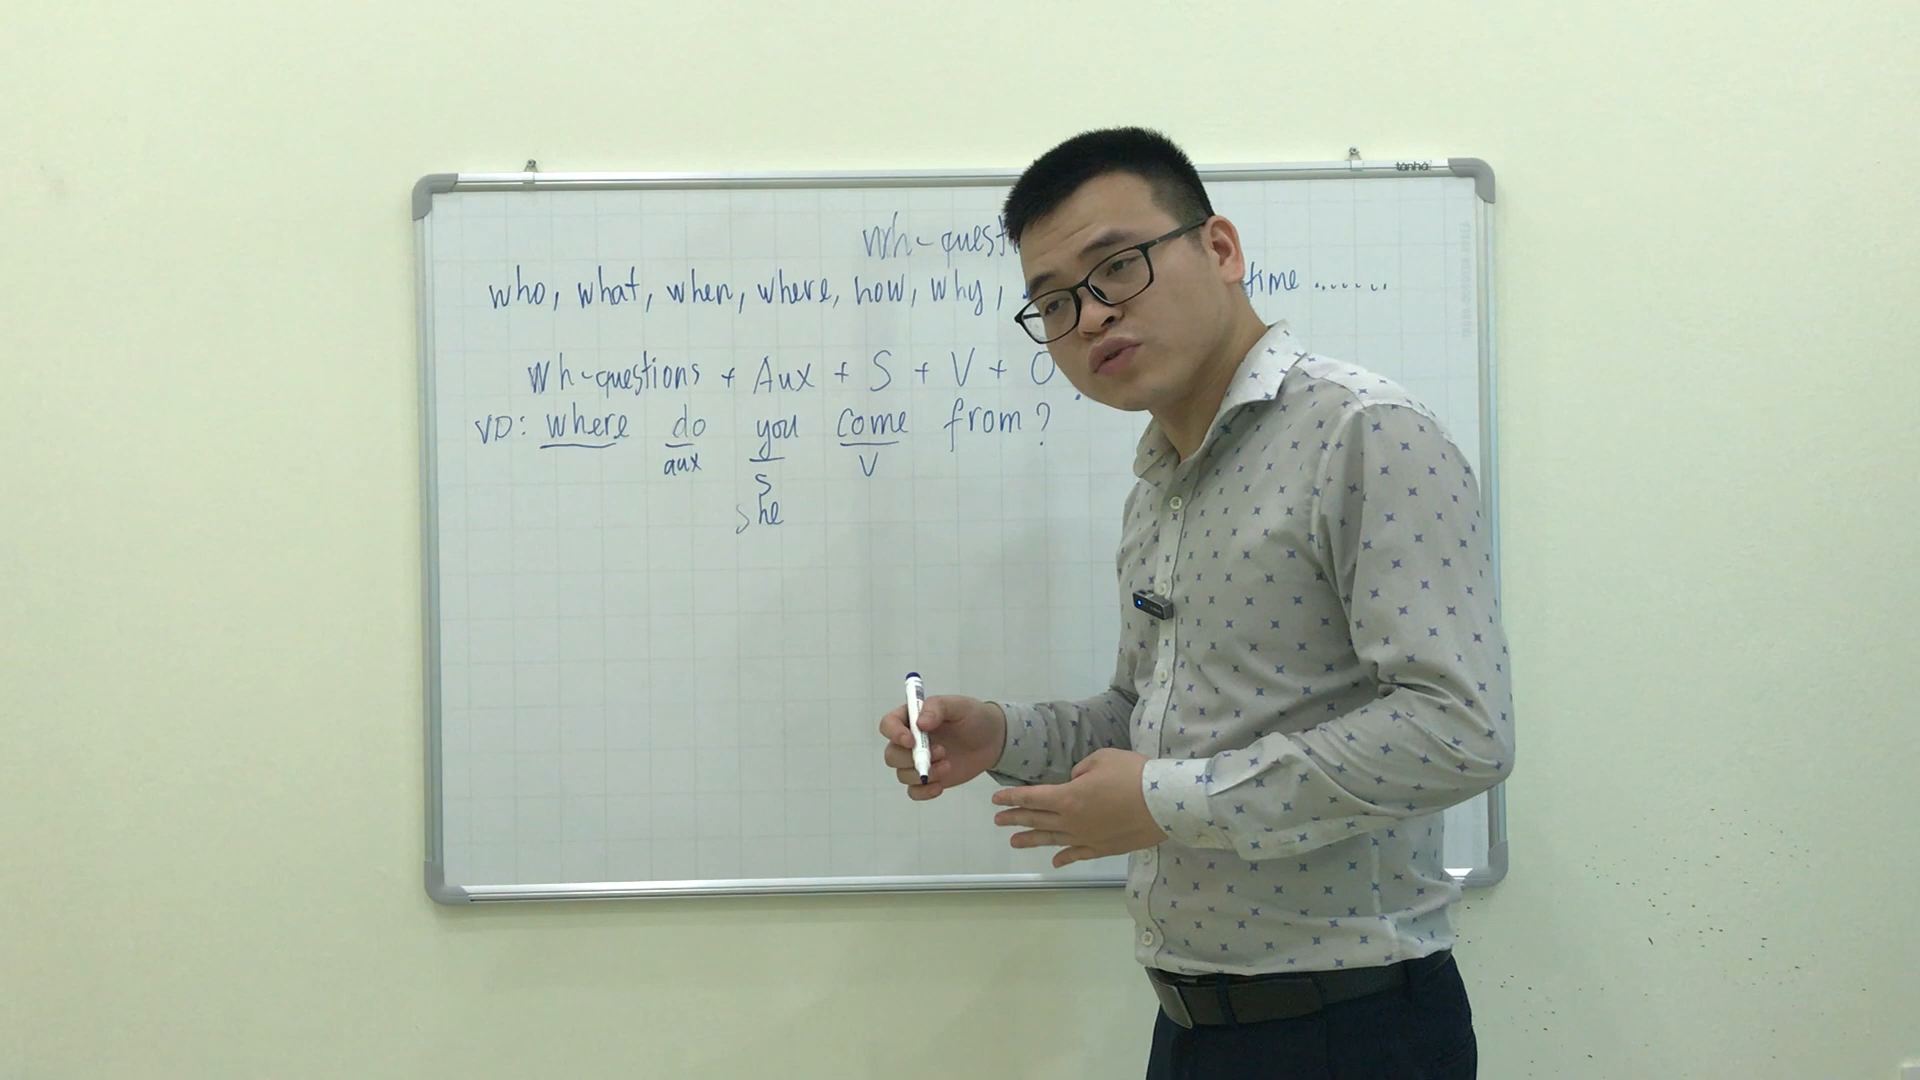 tânhà
wh-quest
who, what, when, where, how, why, time .......
Wh-questions + Aux + S + V + O
VD: where do you come from?
aux S V
she